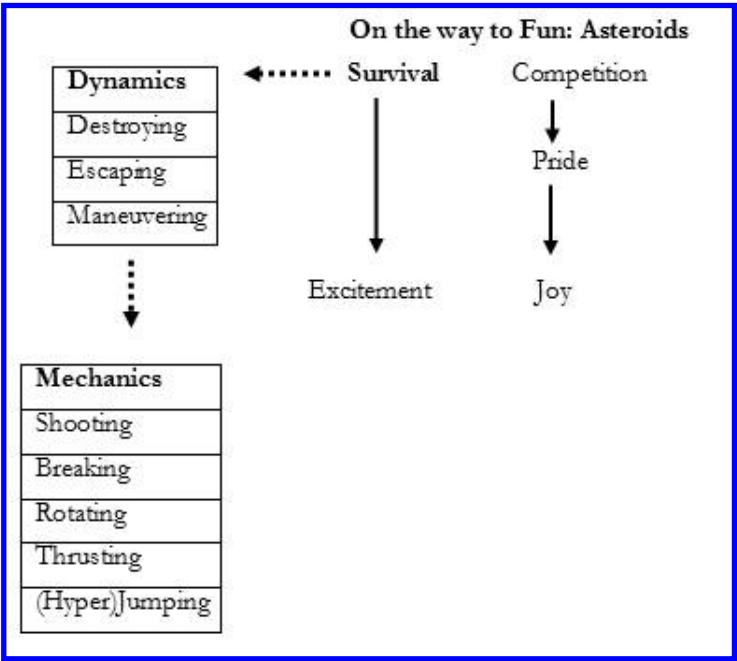 On the way to Fun: Asteroids
Dynamics
Destroying
Escaping
Maneuvering
Survival
Competition
Pride
Excitement
Joy
Mechanics
Shooting
Breaking
Rotating
Thrusting
(Hyper)Jumping